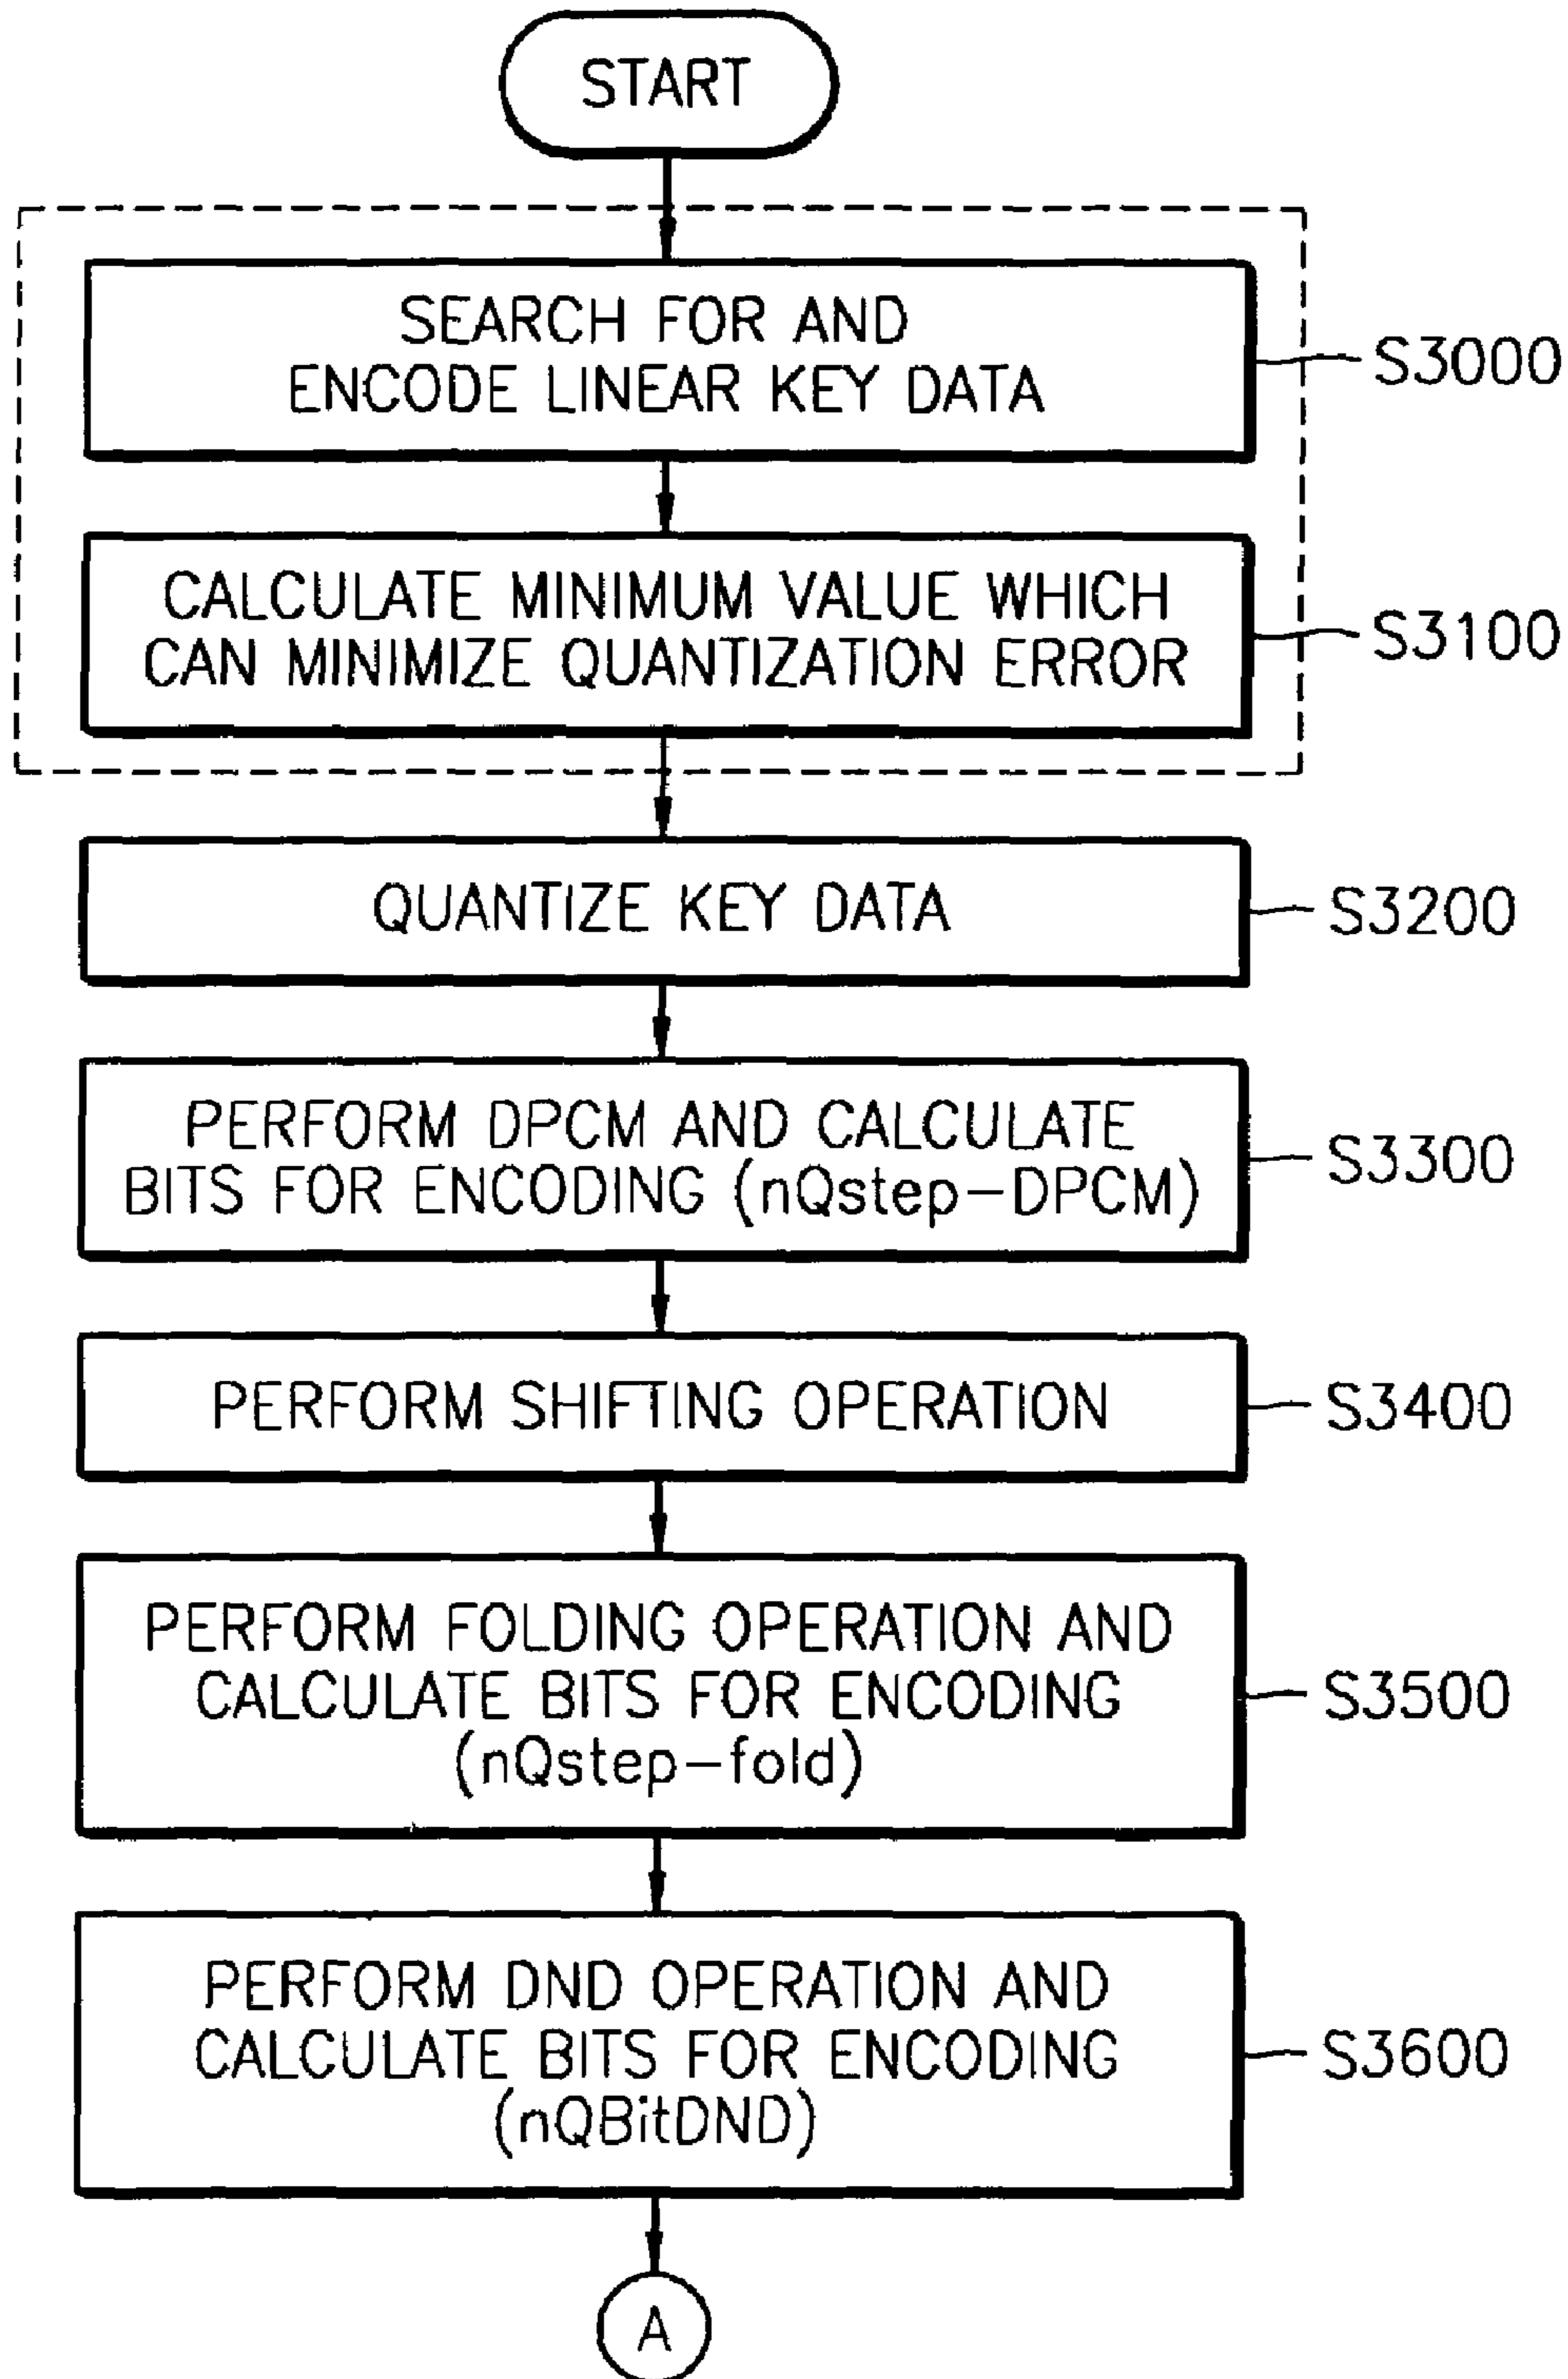 START
SEARCH FOR AND
ENCODE LINEAR KEY DATA
S3000
CALCULATE MINIMUM VALUE WHICH
CAN MINIMIZE QUANTIZATION ERROR
S3100
QUANTIZE KEY DATA
S3200
PERFORM DPCM AND CALCULATE
BITS FOR ENCODING (nQstep-DPCM)
S3300
PERFORM SHIFTING OPERATION
S3400
PERFORM FOLDING OPERATION AND
CALCULATE BITS FOR ENCODING
(nQstep-fold)
S3500
PERFORM DND OPERATION AND
CALCULATE BITS FOR ENCODING
(nQBitDND)
S3600
A